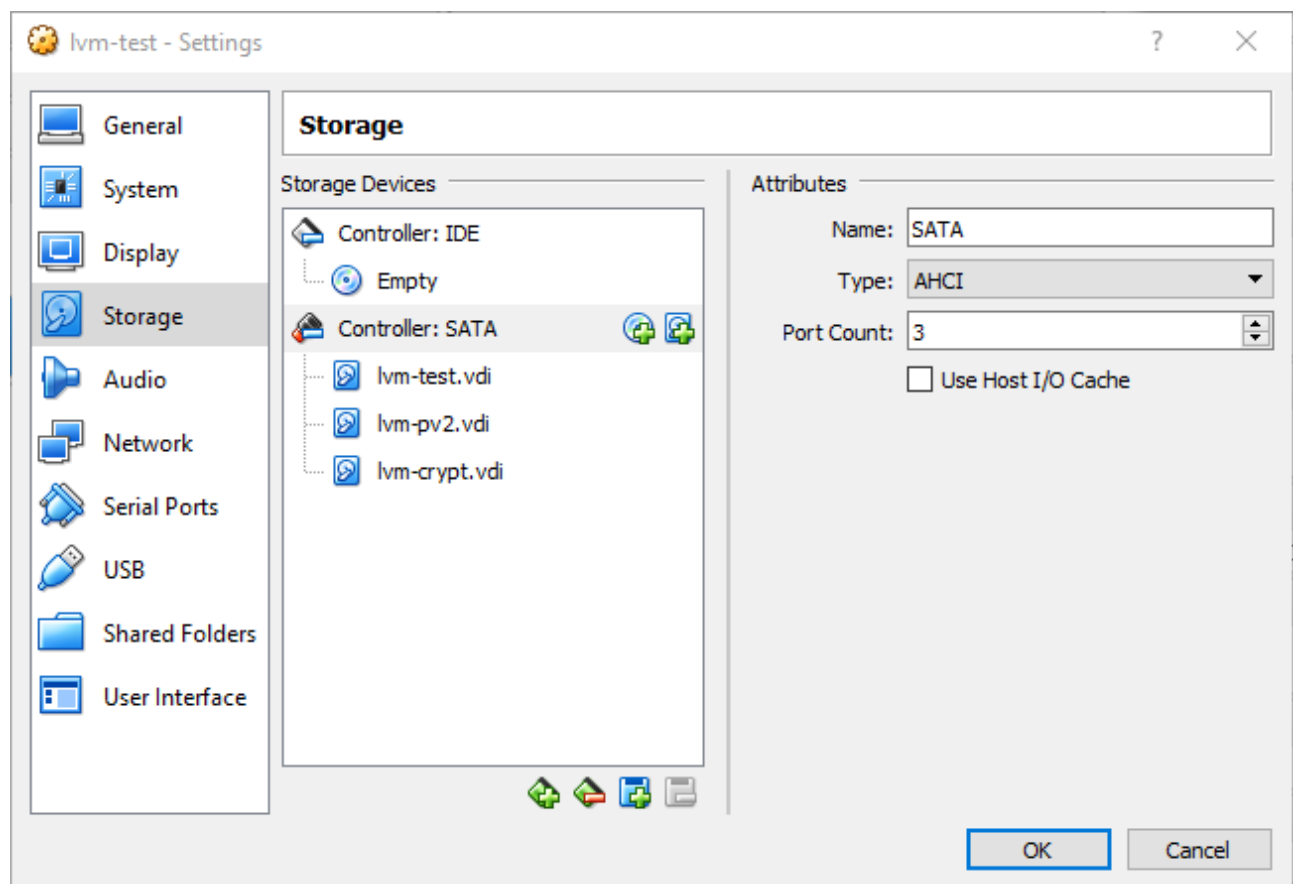 lvm-test - Settings
?
General
System
Display
Storage
Audio
Network
Serial Ports
USB
Shared Folders
User Interface
Storage
Storage Devices
Controller: IDE
Empty
Controller: SATA
lvm-test.vdi
lvm-pv2.vdi
lvm-crypt.vdi
Attributes
Name: SATA
Type: AHCI
Port Count: 3
Use Host I/O Cache
OK Cancel